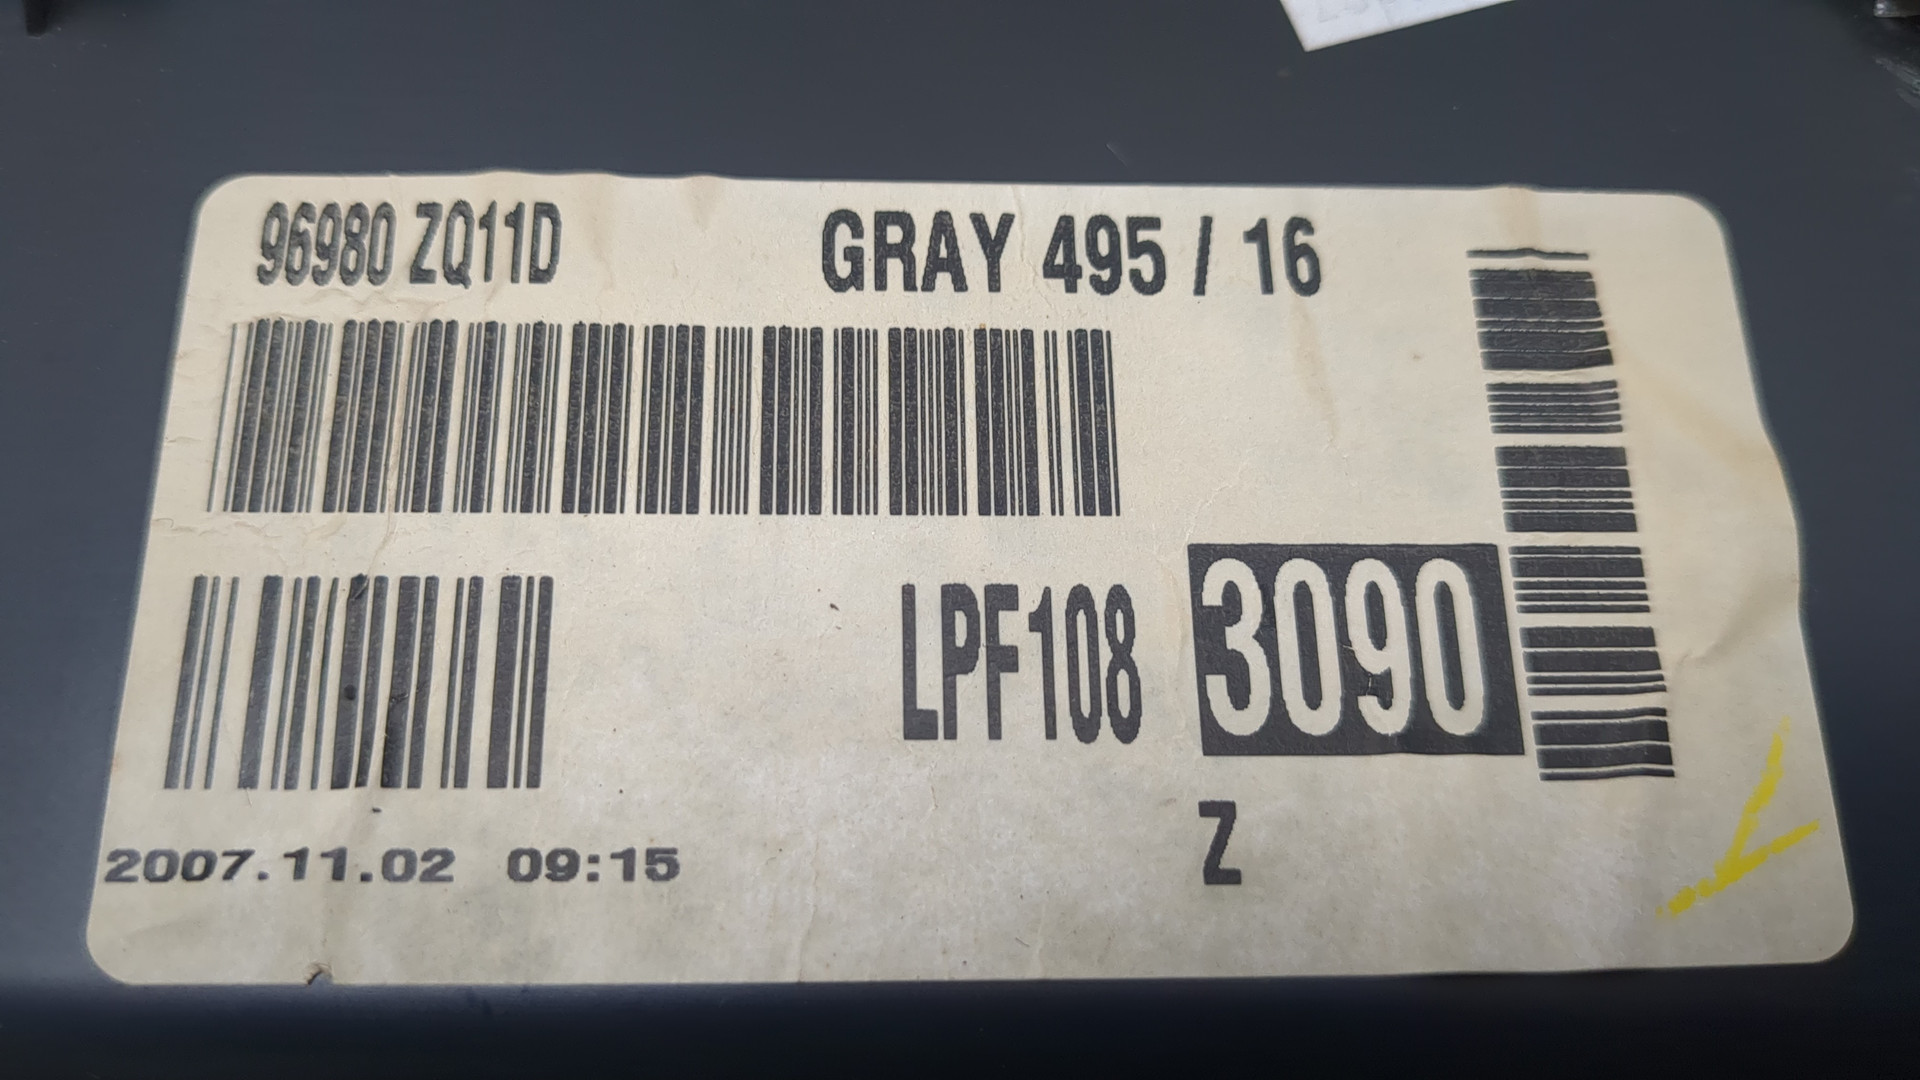 96980 ZQ11D GRAY 495 / 16
LPF108 3090
Z
2007.11.02 09:15